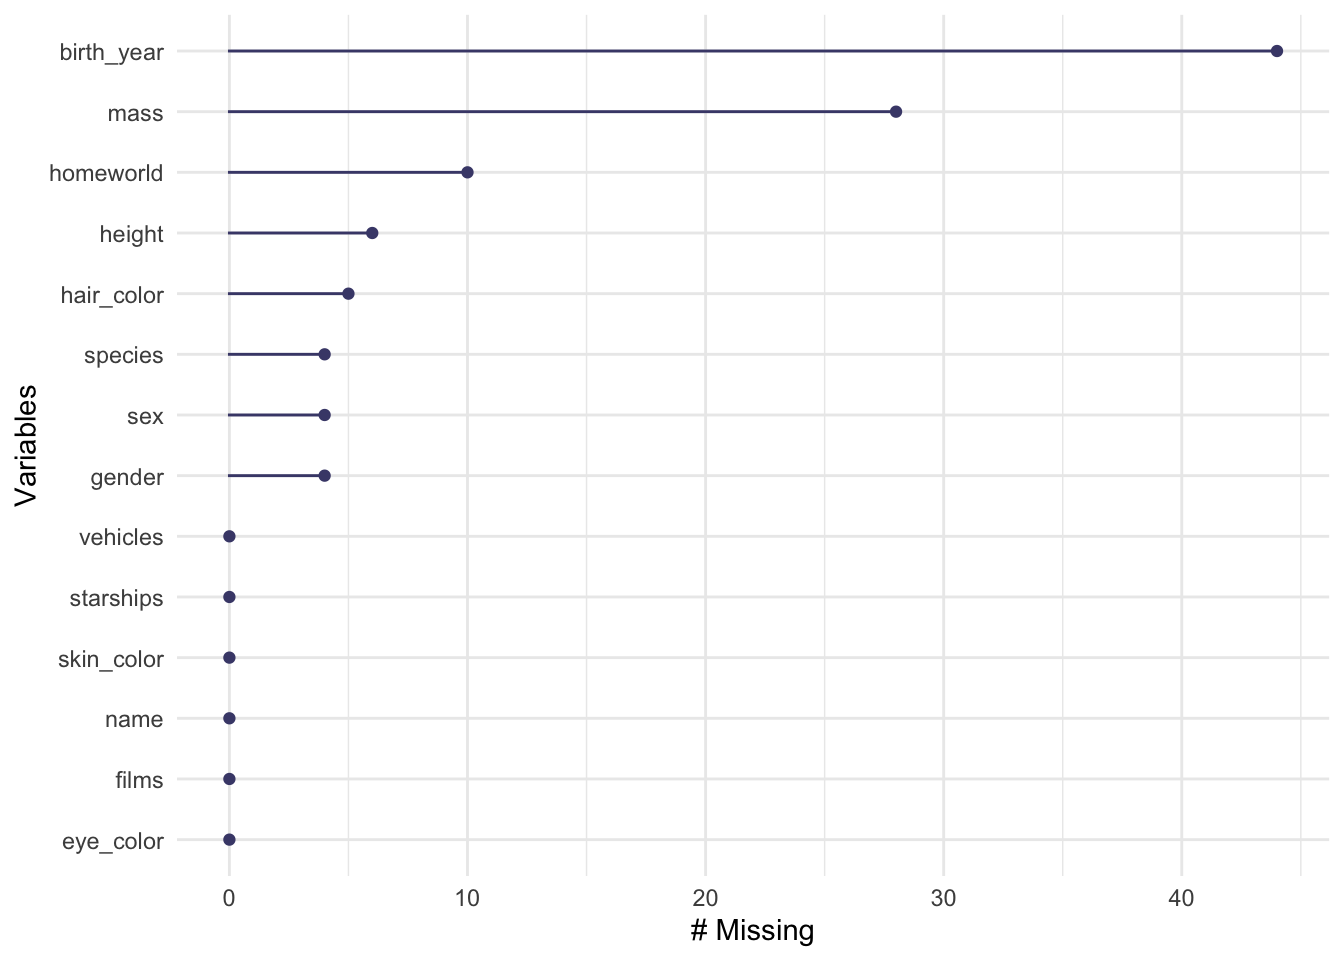 birth_year
mass
homeworld
height
hair_color
species
sex
gender
vehicles
starships
skin_color
name
films
eye_color
Variables
0 10 20 30 40
# Missing